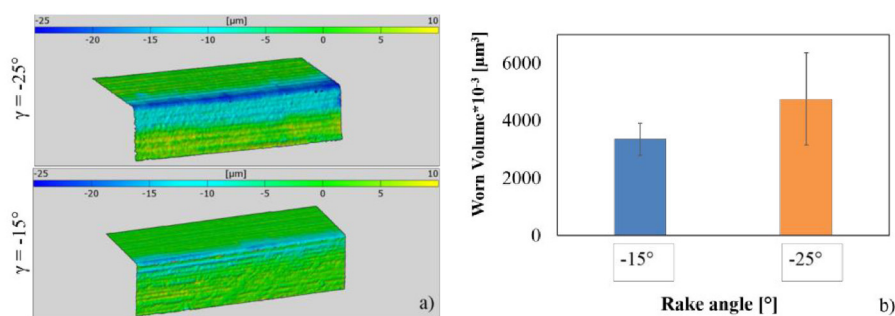 -25 [µm] 10
-20 -15 -10 -5 0 5
γ = -25°
-25 [µm] 10
-20 -15 -10 -5 0 5
γ = -15°
a)
Worn Volume*10⁻³ [µm³]
6000
4000
2000
0
-15° -25°
Rake angle [°]
b)